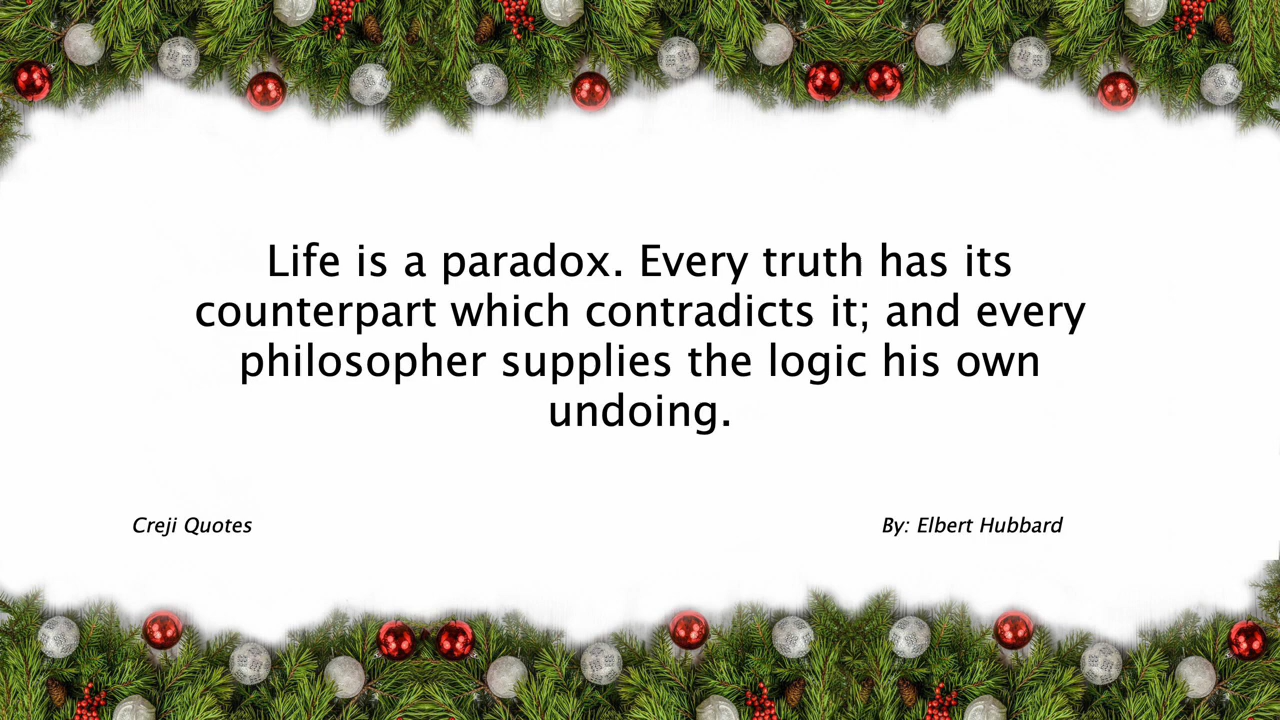 Life is a paradox. Every truth has its
counterpart which contradicts it; and every
philosopher supplies the logic his own
undoing.
Creji Quotes
By: Elbert Hubbard